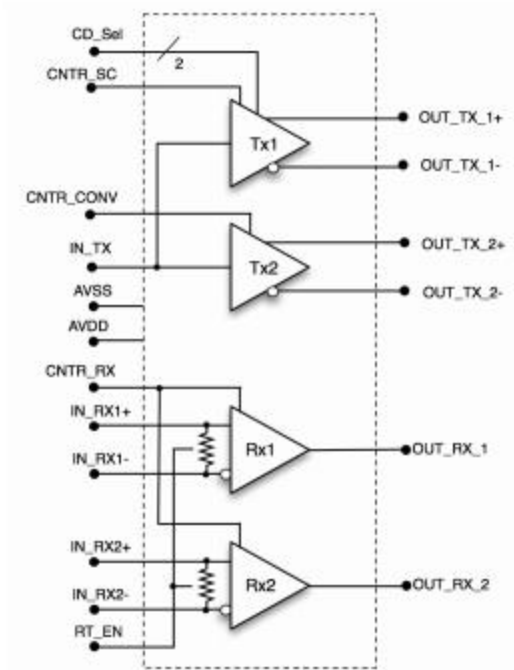 CD_Sel
2
CNTR_SC
Tx1
OUT_TX_1+
OUT_TX_1-
CNTR_CONV
IN_TX
Tx2
OUT_TX_2+
OUT_TX_2-
AVSS
AVDD
CNTR_RX
IN_RX1+
IN_RX1-
Rx1
OUT_RX_1
IN_RX2+
IN_RX2-
Rx2
OUT_RX_2
RT_EN